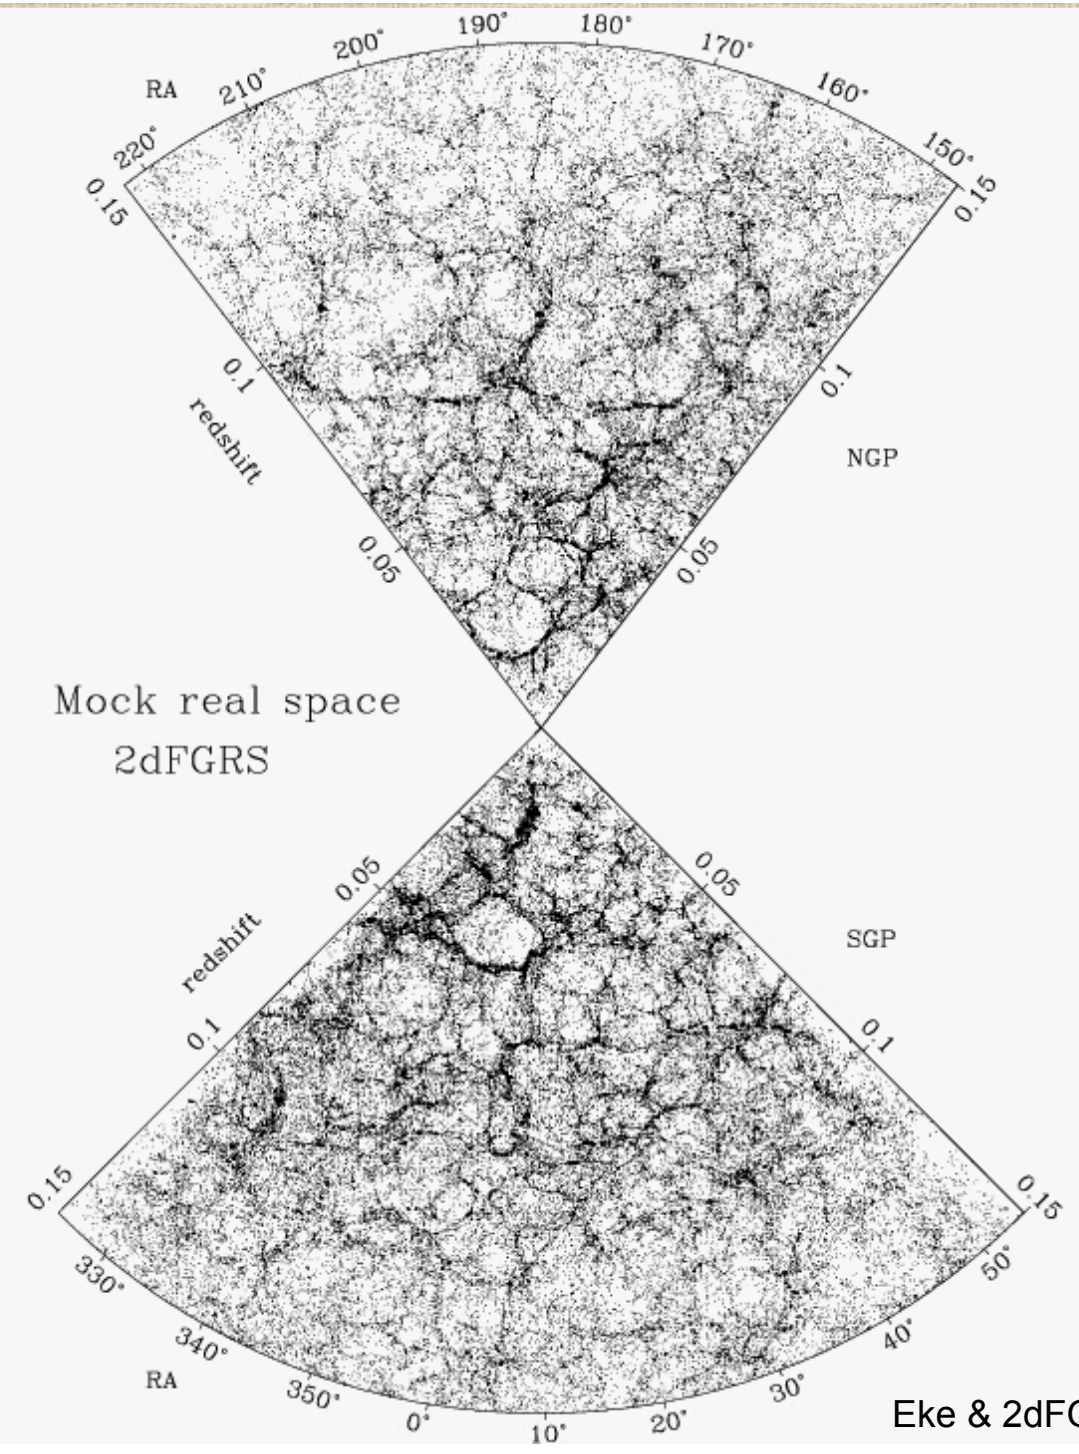 190° 180°
200° 170°
RA 210° 160°
220° 150°
0.15 0.15
0.1 0.1
redshift NGP
0.05 0.05
Mock real space
2dFGRS
0.05 0.05
redshift SGP
0.1 0.1
0.15 0.15
330° 50°
340° 40°
RA 350° 30°
0° 10° 20°
Eke & 2dFG